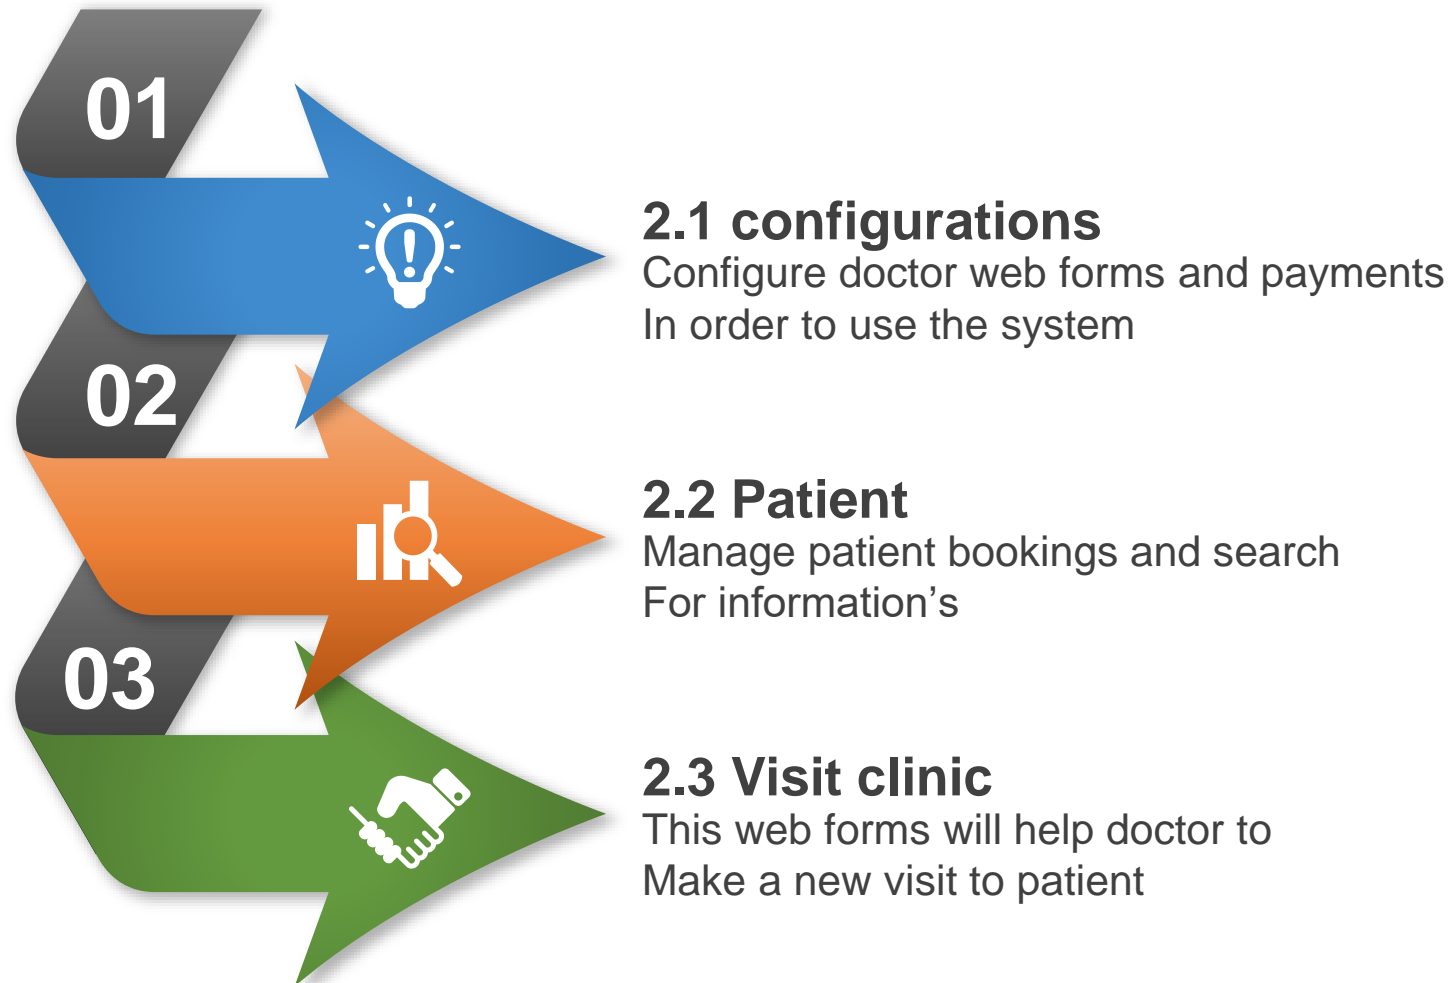 01
2.1 configurations
Configure doctor web forms and payments
In order to use the system
02
2.2 Patient
Manage patient bookings and search
For information’s
03
2.3 Visit clinic
This web forms will help doctor to
Make a new visit to patient